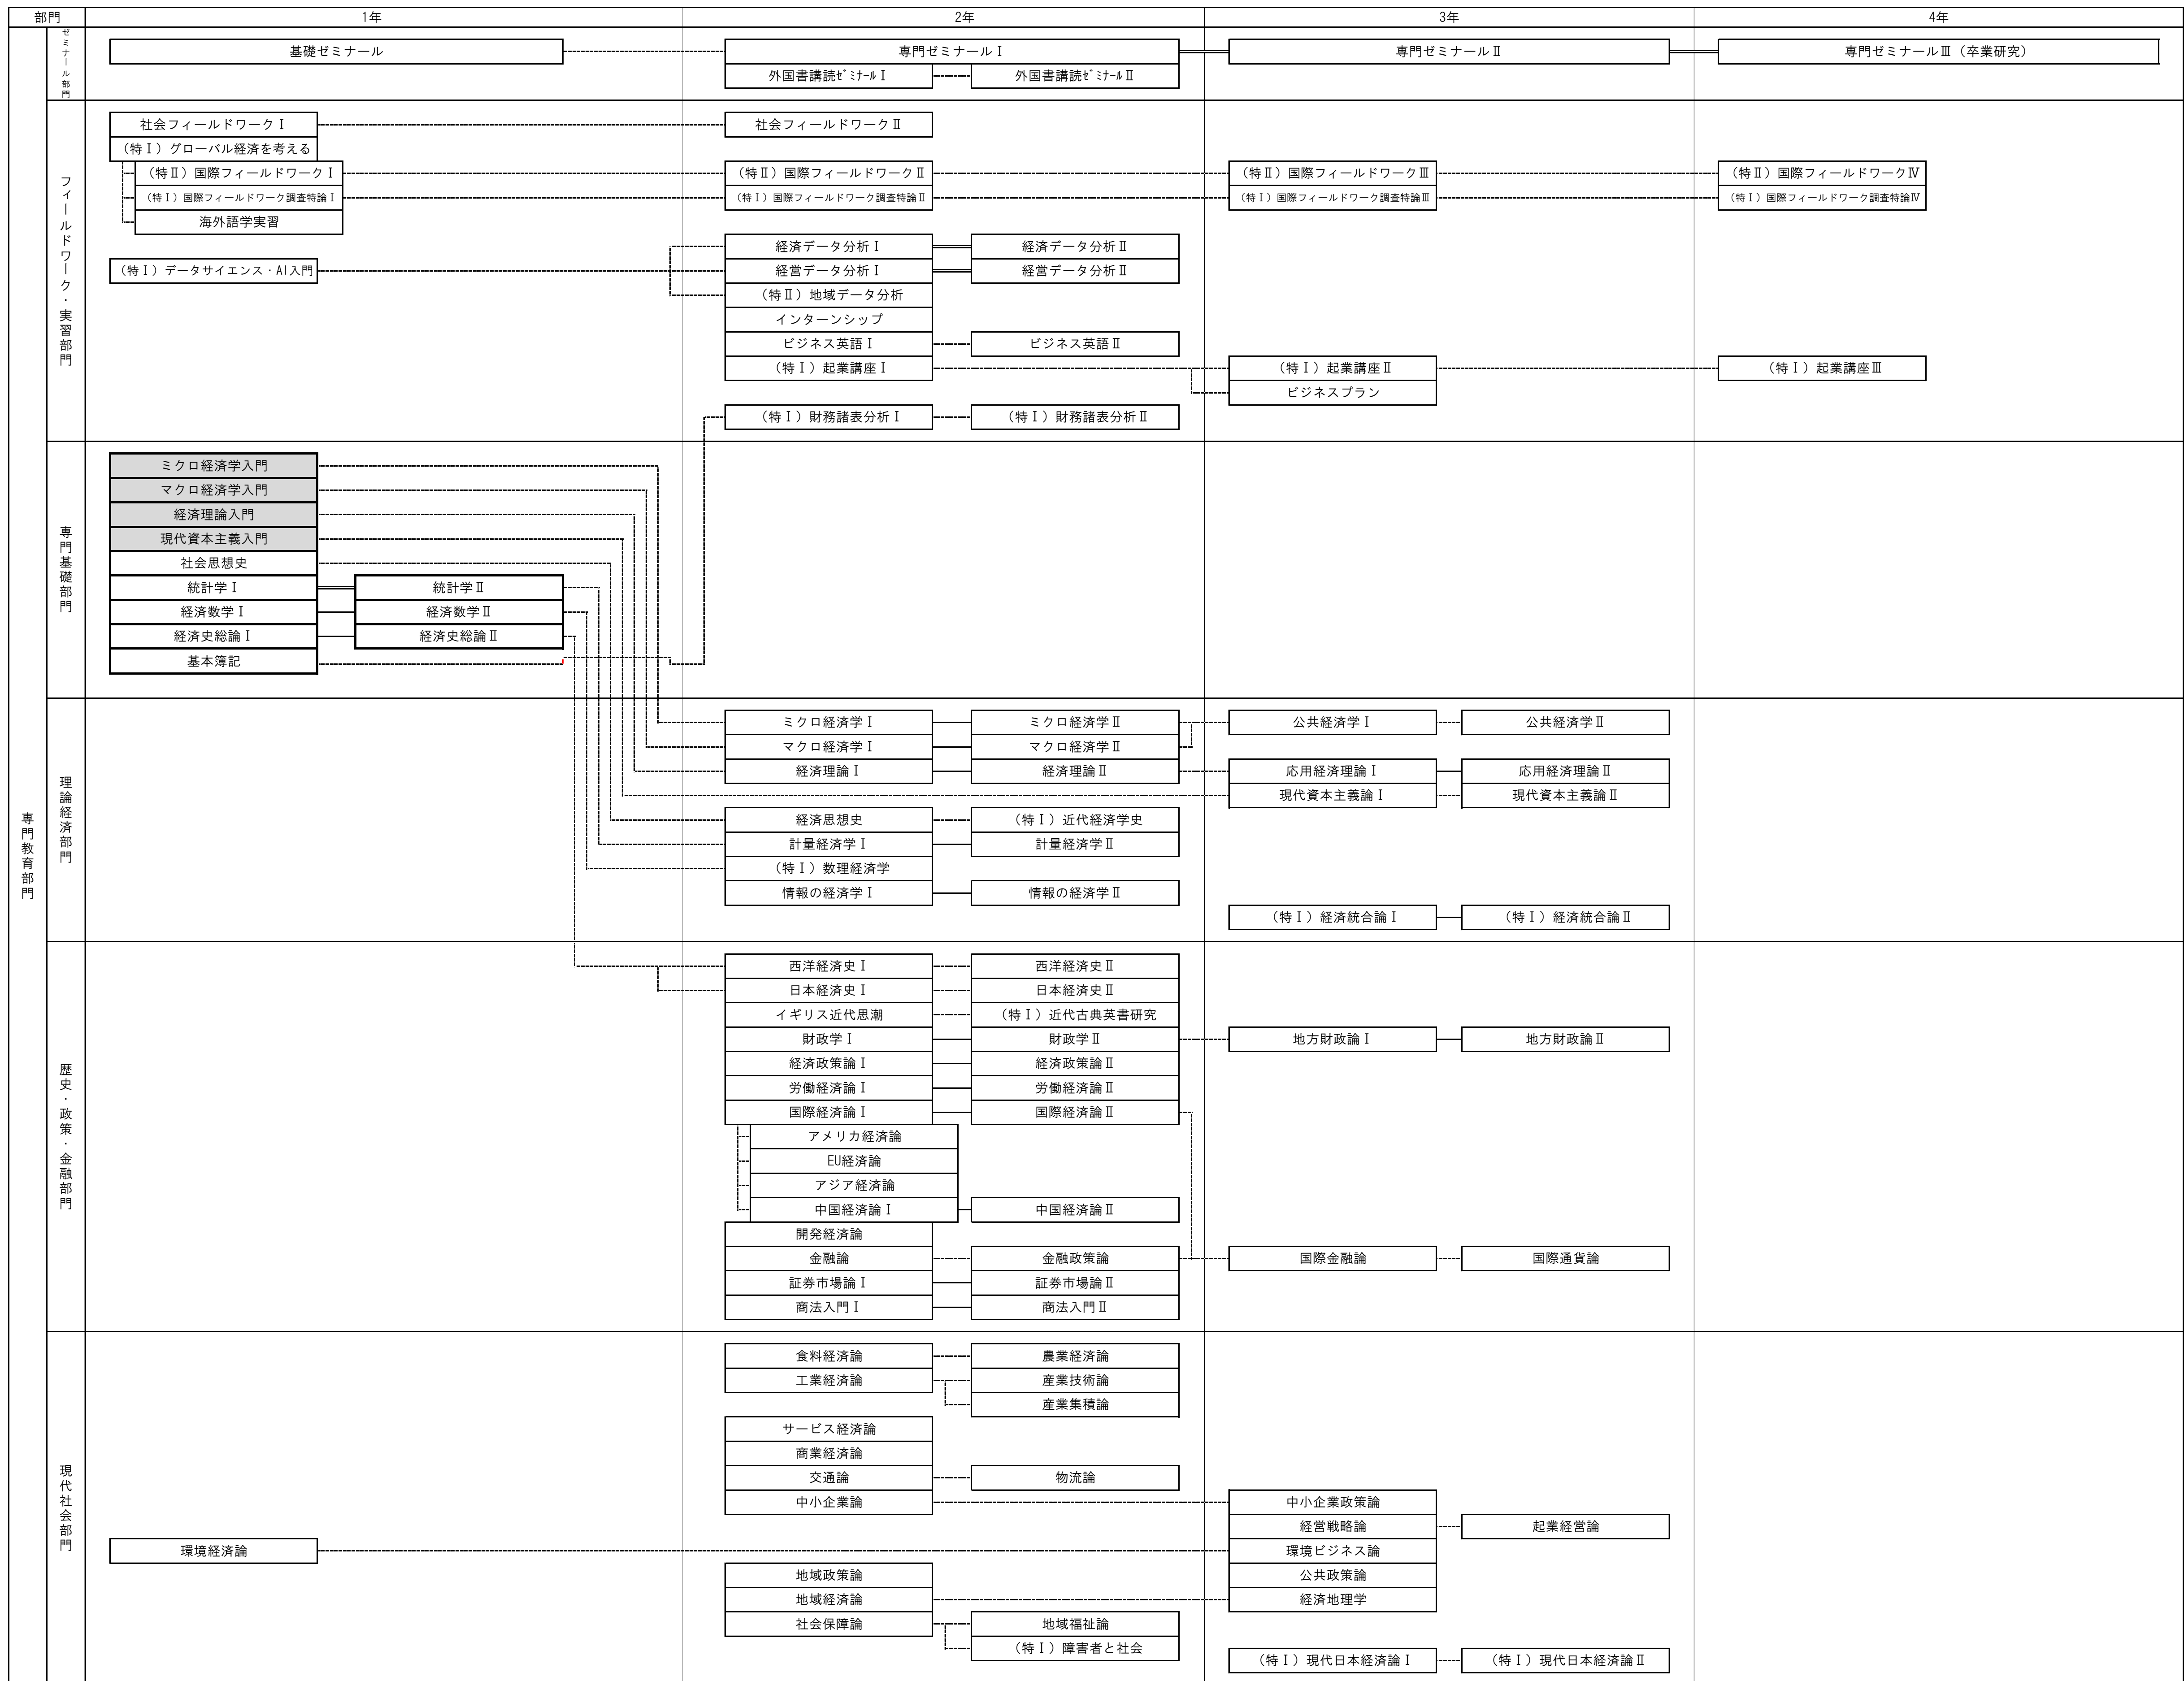 部門
1年
2年
3年
4年
専門教育部門
ゼミナール部門
基礎ゼミナール
専門ゼミナールⅠ
専門ゼミナールⅡ
専門ゼミナールⅢ（卒業研究）
外国書講読ｾﾞﾐﾅｰﾙⅠ
外国書講読ｾﾞﾐﾅｰﾙⅡ
フィールドワーク・実習部門
社会フィールドワークⅠ
社会フィールドワークⅡ
（特Ⅰ）グローバル経済を考える
（特Ⅱ）国際フィールドワークⅠ
（特Ⅱ）国際フィールドワークⅡ
（特Ⅱ）国際フィールドワークⅢ
（特Ⅱ）国際フィールドワークⅣ
（特Ⅰ）国際フィールドワーク調査特論Ⅰ
（特Ⅰ）国際フィールドワーク調査特論Ⅱ
（特Ⅰ）国際フィールドワーク調査特論Ⅲ
（特Ⅰ）国際フィールドワーク調査特論Ⅳ
海外語学実習
経済データ分析Ⅰ
経済データ分析Ⅱ
（特Ⅰ）データサイエンス・AI入門
経営データ分析Ⅰ
経営データ分析Ⅱ
（特Ⅱ）地域データ分析
インターンシップ
ビジネス英語Ⅰ
ビジネス英語Ⅱ
（特Ⅰ）起業講座Ⅰ
（特Ⅰ）起業講座Ⅱ
（特Ⅰ）起業講座Ⅲ
ビジネスプラン
（特Ⅰ）財務諸表分析Ⅰ
（特Ⅰ）財務諸表分析Ⅱ
専門基礎部門
ミクロ経済学入門
マクロ経済学入門
経済理論入門
現代資本主義入門
社会思想史
統計学Ⅰ
統計学Ⅱ
経済数学Ⅰ
経済数学Ⅱ
経済史総論Ⅰ
経済史総論Ⅱ
基本簿記
理論経済部門
ミクロ経済学Ⅰ
ミクロ経済学Ⅱ
公共経済学Ⅰ
公共経済学Ⅱ
マクロ経済学Ⅰ
マクロ経済学Ⅱ
経済理論Ⅰ
経済理論Ⅱ
応用経済理論Ⅰ
応用経済理論Ⅱ
現代資本主義論Ⅰ
現代資本主義論Ⅱ
経済思想史
（特Ⅰ）近代経済学史
計量経済学Ⅰ
計量経済学Ⅱ
（特Ⅰ）数理経済学
情報の経済学Ⅰ
情報の経済学Ⅱ
（特Ⅰ）経済統合論Ⅰ
（特Ⅰ）経済統合論Ⅱ
歴史・政策・金融部門
西洋経済史Ⅰ
西洋経済史Ⅱ
日本経済史Ⅰ
日本経済史Ⅱ
イギリス近代思潮
（特Ⅰ）近代古典英書研究
財政学Ⅰ
財政学Ⅱ
地方財政論Ⅰ
地方財政論Ⅱ
経済政策論Ⅰ
経済政策論Ⅱ
労働経済論Ⅰ
労働経済論Ⅱ
国際経済論Ⅰ
国際経済論Ⅱ
アメリカ経済論
EU経済論
アジア経済論
中国経済論Ⅰ
中国経済論Ⅱ
開発経済論
金融論
金融政策論
国際金融論
国際通貨論
証券市場論Ⅰ
証券市場論Ⅱ
商法入門Ⅰ
商法入門Ⅱ
現代社会部門
食料経済論
農業経済論
工業経済論
産業技術論
産業集積論
サービス経済論
商業経済論
交通論
物流論
中小企業論
中小企業政策論
経営戦略論
起業経営論
環境経済論
環境ビジネス論
地域政策論
公共政策論
地域経済論
経済地理学
社会保障論
地域福祉論
（特Ⅰ）障害者と社会
（特Ⅰ）現代日本経済論Ⅰ
（特Ⅰ）現代日本経済論Ⅱ